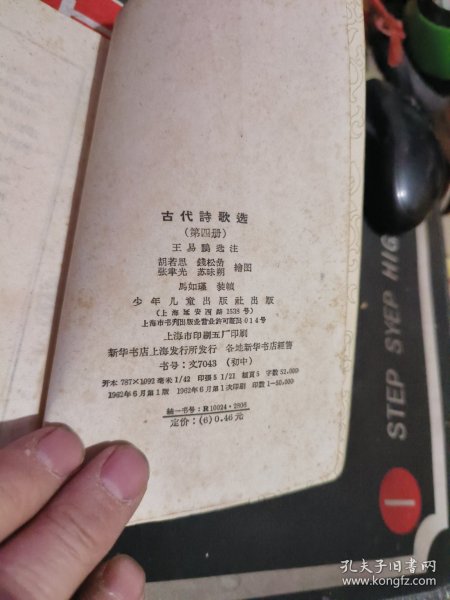 古代詩歌选
(第四册)
王易鹏选注
胡若思 錢松嵒
张聿光 苏味朔 繪图
馬如瑾 装帧
少年儿童出版社出版
(上海延安西路1538号)
上海市书刊出版业营业许可証出014号
上海市印刷五厂印刷
新华书店上海发行所发行 各地新华书店經售
书号:文7043(初中)
开本 787×1092 毫米 1/42 印張 5 1/21 插頁 5 字数 52,000
1962年6月第1版 1962年6月第1次印刷 印数 1—50,000
統一书号:R10024·2806
定价:(6)0.46元
STEP SYEP HIG
1
孔夫子旧书网
www.kongfz.com